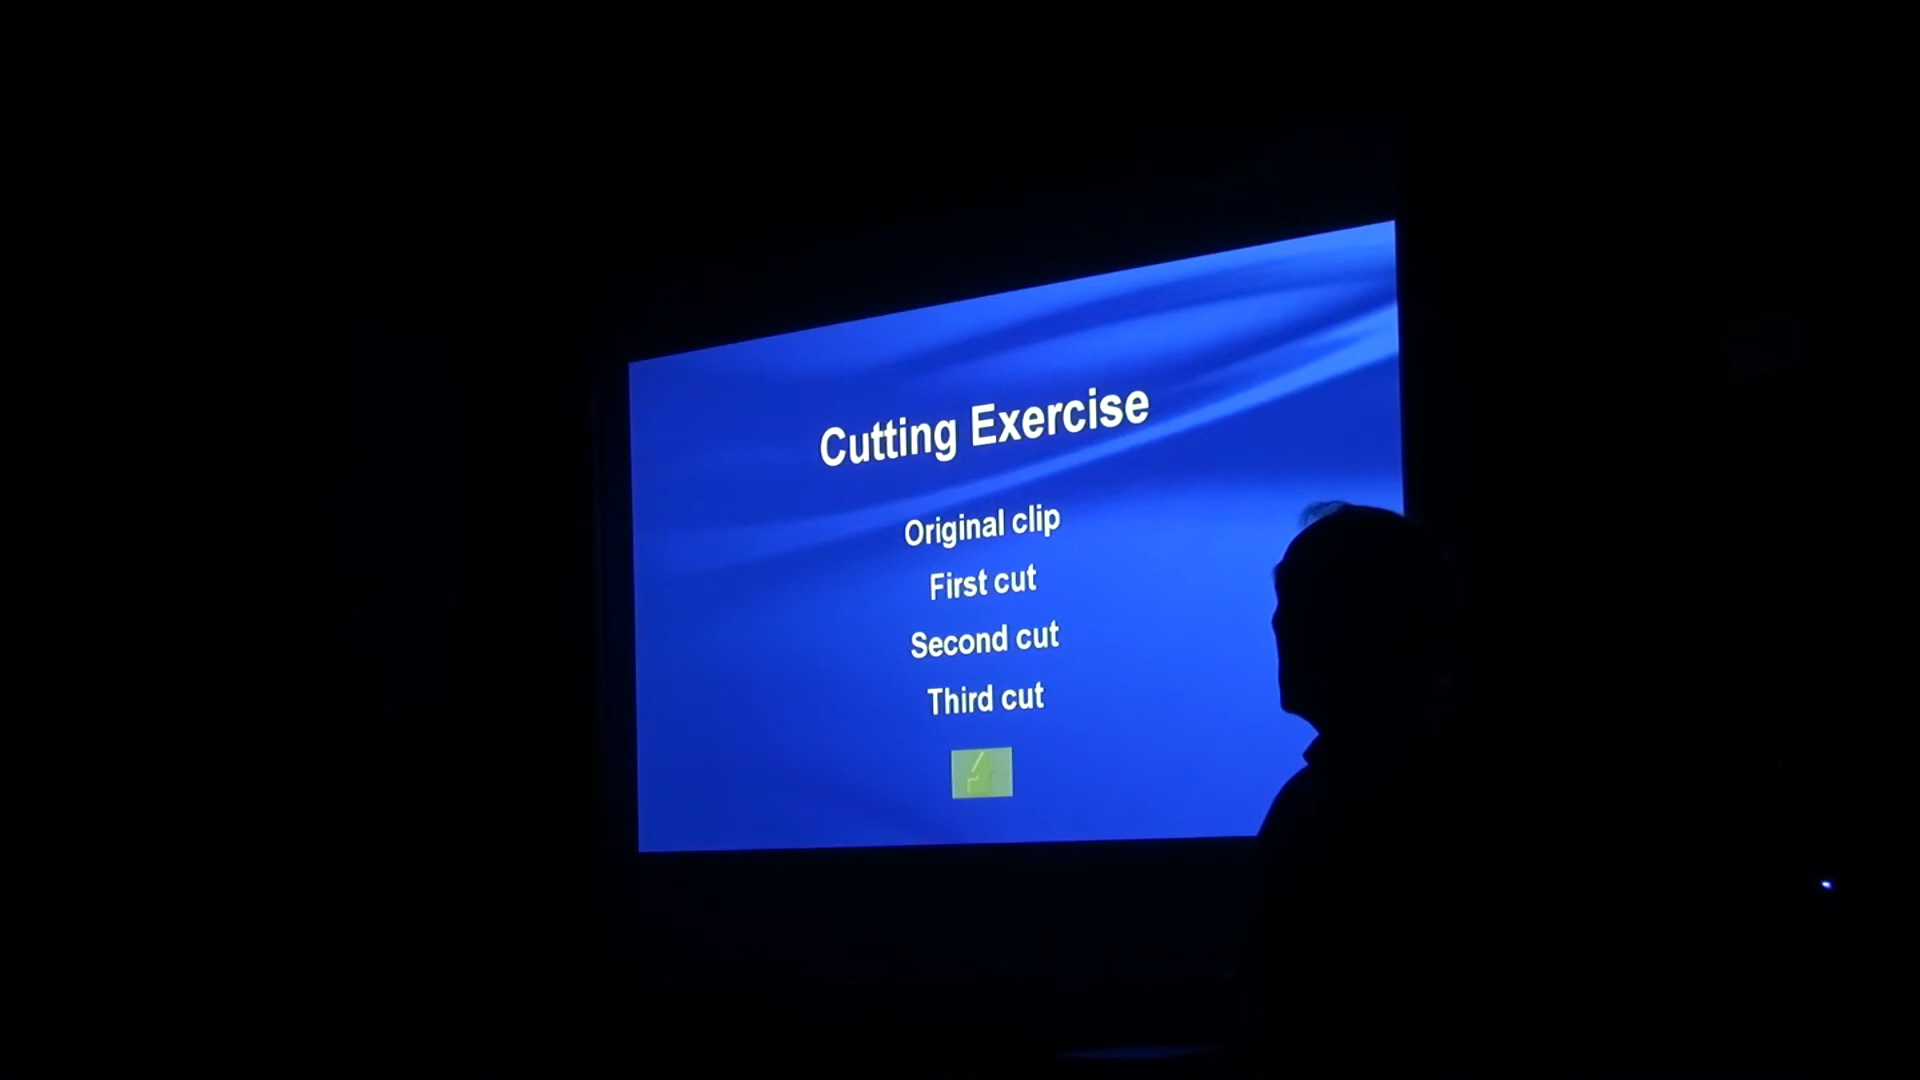 Cutting Exercise
Original clip
First cut
Second cut
Third cut